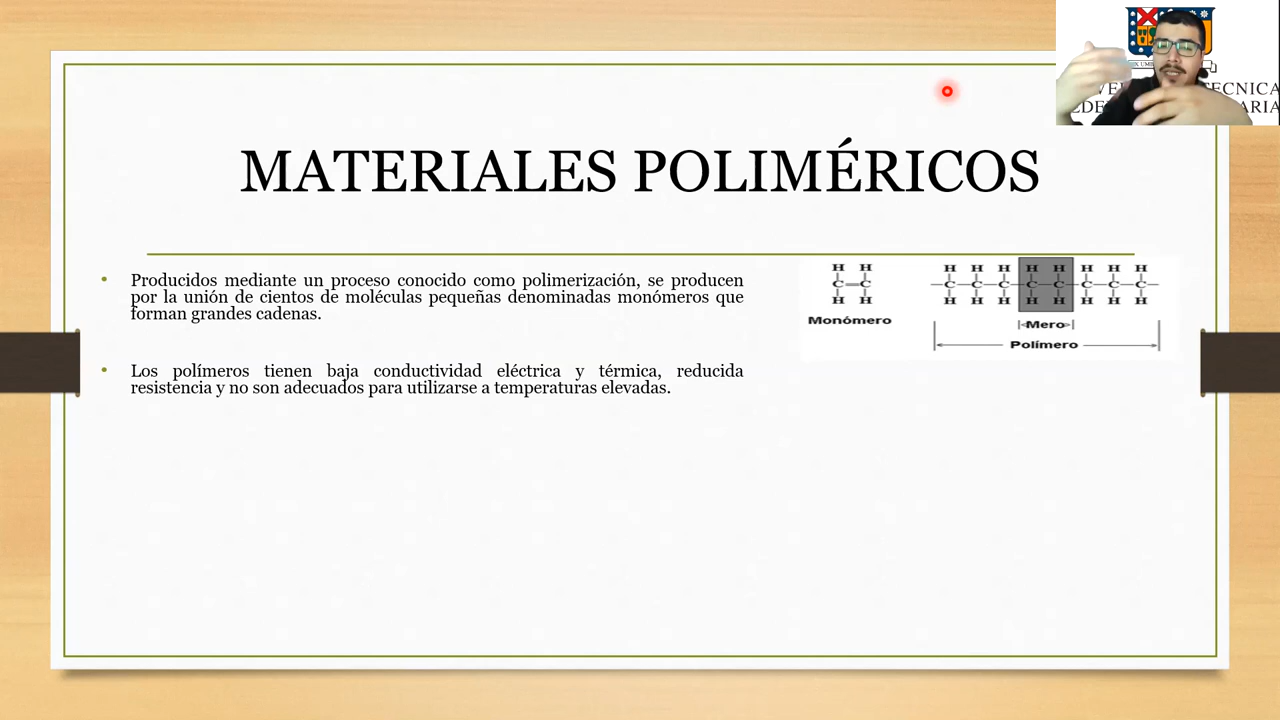 TECNICA
MATERIALES POLIMÉRICOS
• Producidos mediante un proceso conocido como polimerización, se producen
por la unión de cientos de moléculas pequeñas denominadas monómeros que
forman grandes cadenas.
• Los polímeros tienen baja conductividad eléctrica y térmica, reducida
resistencia y no son adecuados para utilizarse a temperaturas elevadas.
H H
C=C
H H
Monómero
H H H H H H H H
—C—C—C—C—C—C—C—C—
H H H H H H H H
Mero
Polímero